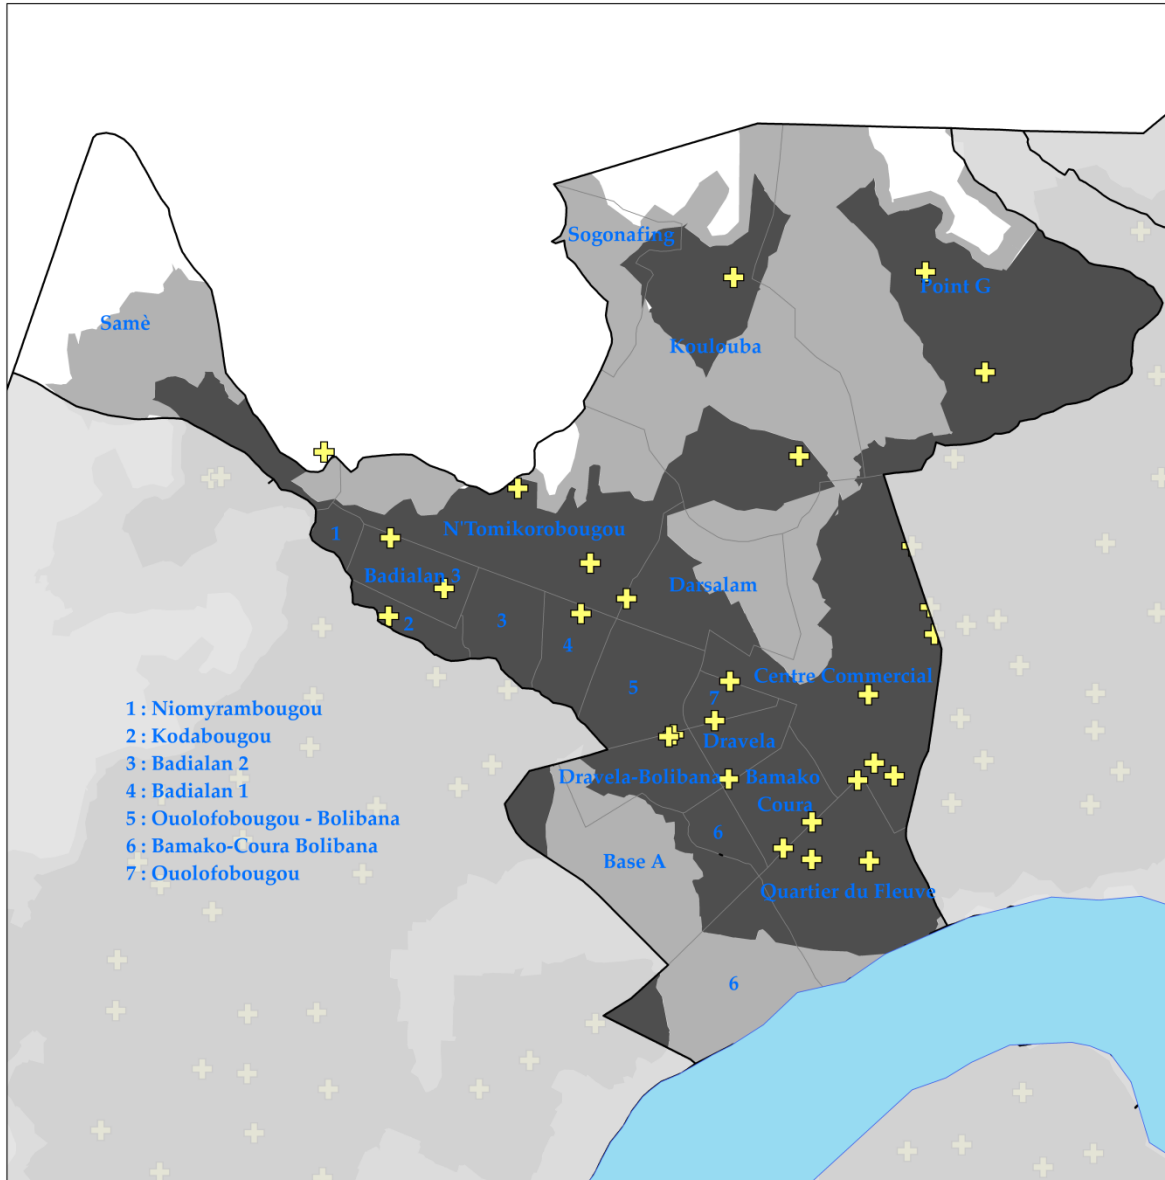 Sogonafing
Point G
Samè
Koulouba
N'Tomikorobougou
1
Badialan 3
Darsalam
2
3
4
Centre Commercial
5
7
1 : Niomyrambougou
2 : Kodabougou
3 : Badialan 2
4 : Badialan 1
5 : Ouolofobougou - Bolibana
6 : Bamako-Coura Bolibana
7 : Ouolofobougou
Dravela
Dravela-Bolibana
Bamako
Coura
6
Base A
Quartier du Fleuve
6